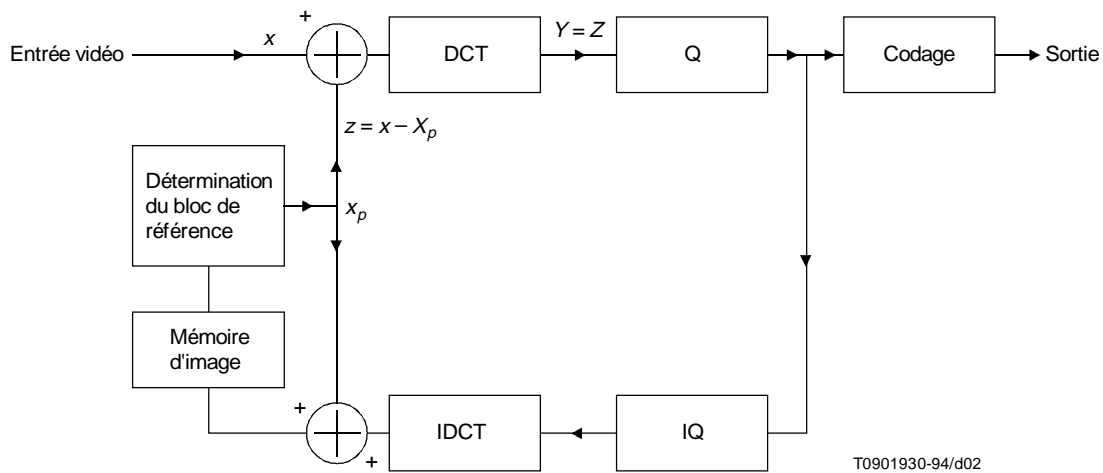 +
Entrée vidéo
x
DCT
Y = Z
Q
Codage
Sortie
z = x – X_p
Détermination
du bloc de
référence
x_p
Mémoire
d'image
+
+
IDCT
IQ
T0901930-94/d02